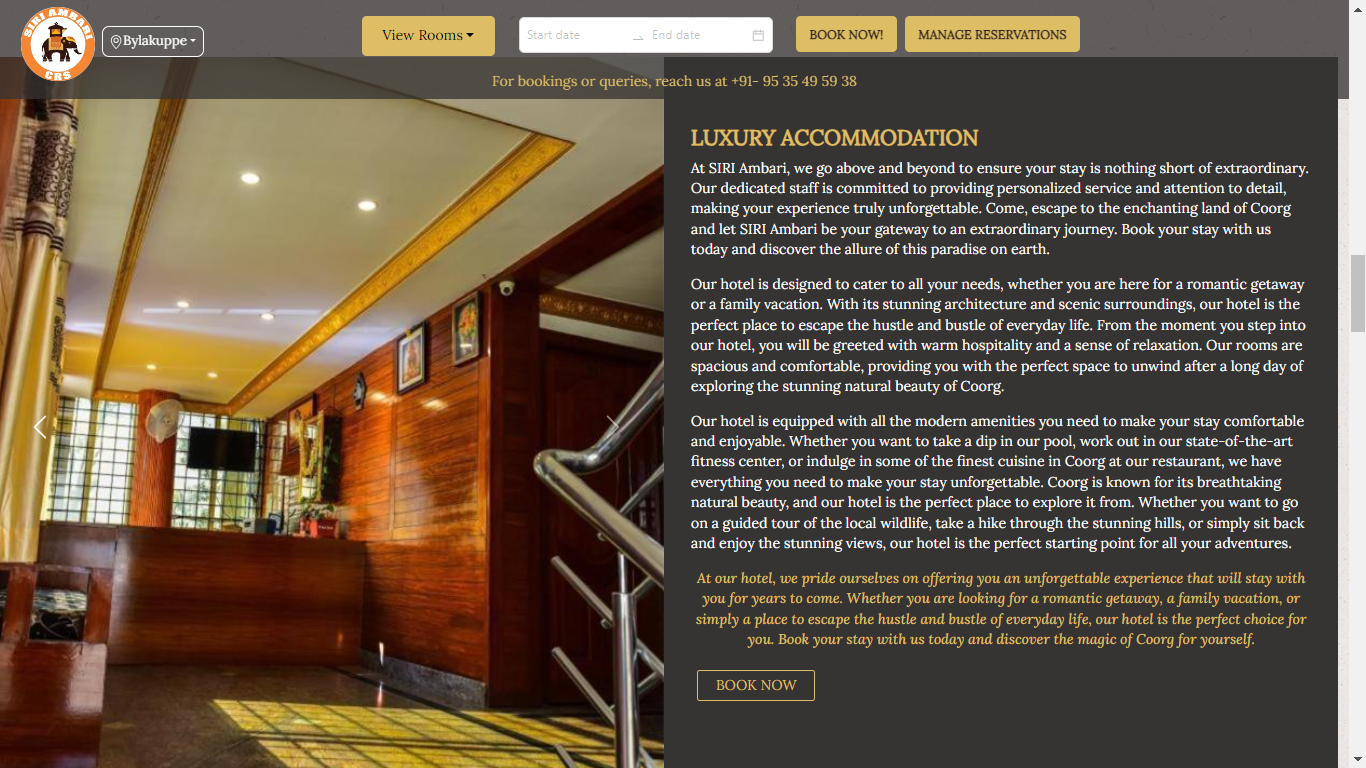 SIRI AMBARI
CRS
Bylakuppe
View Rooms
Start date
End date
BOOK NOW!
MANAGE RESERVATIONS
For bookings or queries, reach us at +91- 95 35 49 59 38
LUXURY ACCOMMODATION
At SIRI Ambari, we go above and beyond to ensure your stay is nothing short of extraordinary.
Our dedicated staff is committed to providing personalized service and attention to detail,
making your experience truly unforgettable. Come, escape to the enchanting land of Coorg
and let SIRI Ambari be your gateway to an extraordinary journey. Book your stay with us
today and discover the allure of this paradise on earth.
Our hotel is designed to cater to all your needs, whether you are here for a romantic getaway
or a family vacation. With its stunning architecture and scenic surroundings, our hotel is the
perfect place to escape the hustle and bustle of everyday life. From the moment you step into
our hotel, you will be greeted with warm hospitality and a sense of relaxation. Our rooms are
spacious and comfortable, providing you with the perfect space to unwind after a long day of
exploring the stunning natural beauty of Coorg.
Our hotel is equipped with all the modern amenities you need to make your stay comfortable
and enjoyable. Whether you want to take a dip in our pool, work out in our state-of-the-art
fitness center, or indulge in some of the finest cuisine in Coorg at our restaurant, we have
everything you need to make your stay unforgettable. Coorg is known for its breathtaking
natural beauty, and our hotel is the perfect place to explore it from. Whether you want to go
on a guided tour of the local wildlife, take a hike through the stunning hills, or simply sit back
and enjoy the stunning views, our hotel is the perfect starting point for all your adventures.
At our hotel, we pride ourselves on offering you an unforgettable experience that will stay with
you for years to come. Whether you are looking for a romantic getaway, a family vacation, or
simply a place to escape the hustle and bustle of everyday life, our hotel is the perfect choice for
you. Book your stay with us today and discover the magic of Coorg for yourself.
BOOK NOW